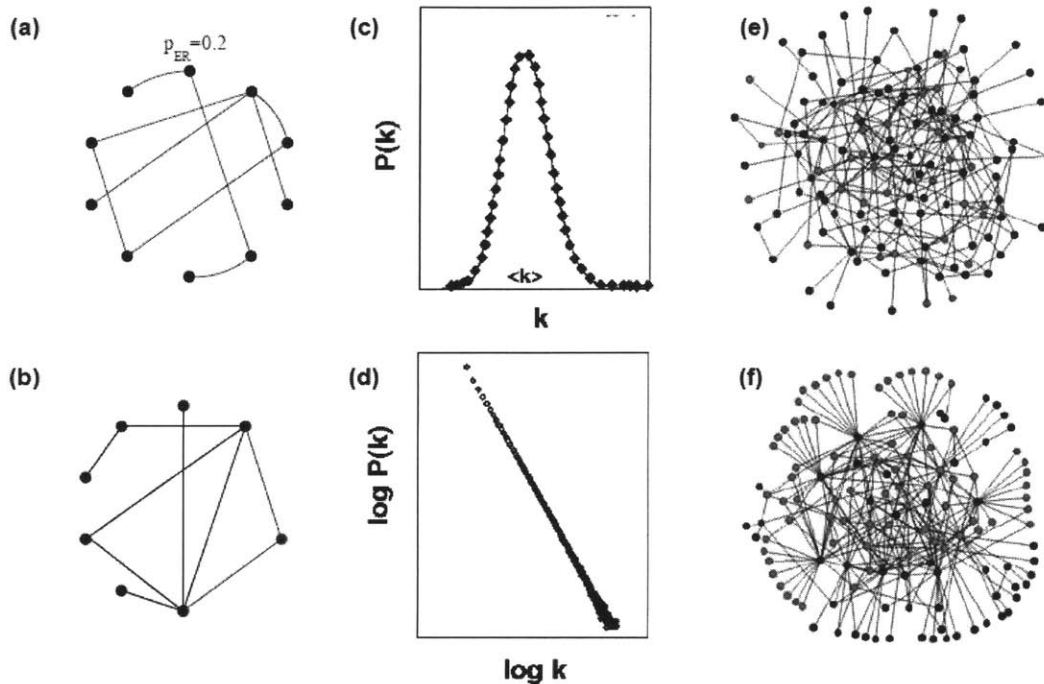 (a)
p_ER=0.2
(c)
P(k)
<k>
k
(e)
(b)
(d)
log P(k)
log k
(f)